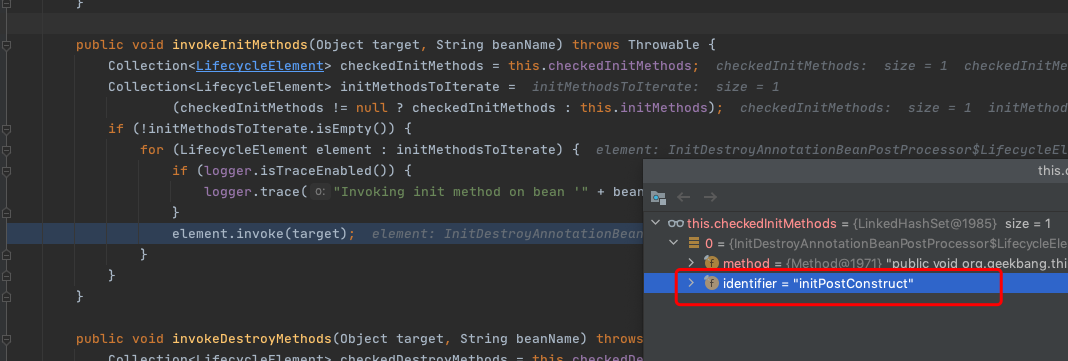 }
public void invokeInitMethods(Object target, String beanName) throws Throwable {
Collection<LifecycleElement> checkedInitMethods = this.checkedInitMethods; checkedInitMethods: size = 1 checkedInitMe
Collection<LifecycleElement> initMethodsToIterate = initMethodsToIterate: size = 1
(checkedInitMethods != null ? checkedInitMethods : this.initMethods); checkedInitMethods: size = 1 initMethod
if (!initMethodsToIterate.isEmpty()) {
for (LifecycleElement element : initMethodsToIterate) { element: InitDestroyAnnotationBeanPostProcessor$LifecycleEl
if (logger.isTraceEnabled()) {
this.c
logger.trace( o: "Invoking init method on bean '" + bean
}
this.checkedInitMethods = {LinkedHashSet@1985} size = 1
element.invoke(target); element: InitDestroyAnnotationBean
0 = {InitDestroyAnnotationBeanPostProcessor$LifecycleEle
}
method = {Method@1971} "public void org.geekbang.thi
}
identifier = "initPostConstruct"
}
public void invokeDestroyMethods(Object target, String beanName) throws
Collection<LifecycleElement> checkedDestroyMethods = this.checkedDe